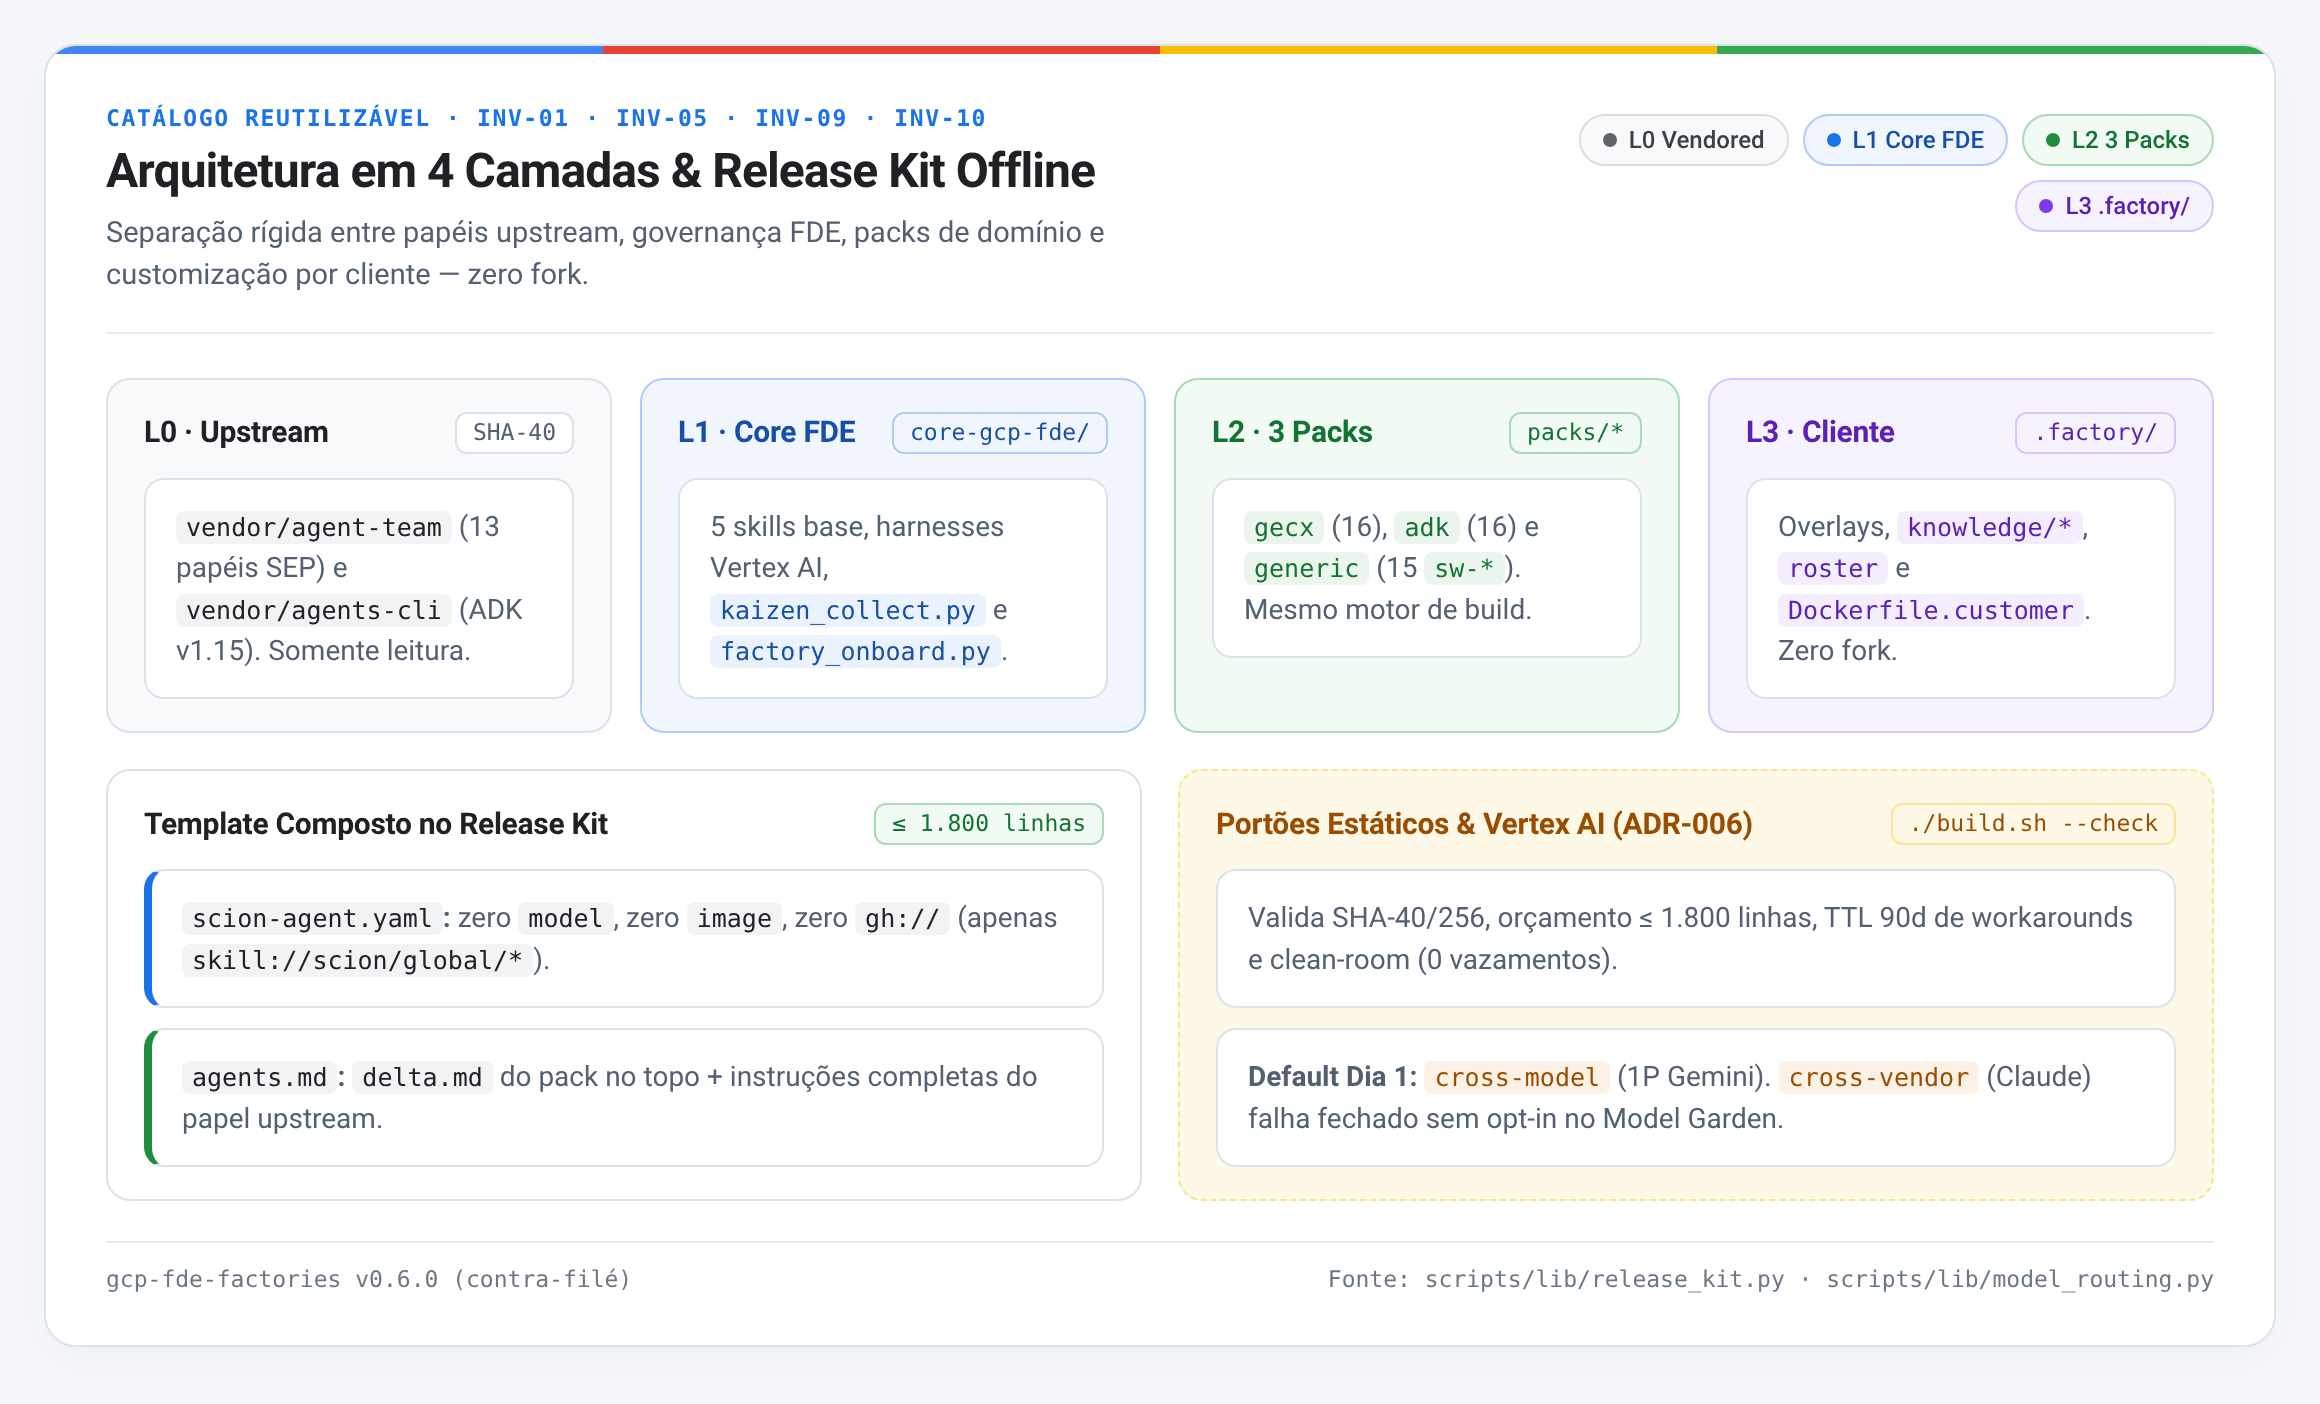 CATÁLOGO REUTILIZÁVEL · INV-01 · INV-05 · INV-09 · INV-10
Arquitetura em 4 Camadas & Release Kit Offline
Separação rígida entre papéis upstream, governança FDE, packs de domínio e
customização por cliente — zero fork.
L0 Vendored
L1 Core FDE
L2 3 Packs
L3 .factory/
L0 · Upstream
SHA-40
vendor/agent-team (13
papéis SEP) e
vendor/agents-cli (ADK
v1.15). Somente leitura.
L1 · Core FDE
core-gcp-fde/
5 skills base, harnesses
Vertex AI,
kaizen_collect.py e
factory_onboard.py.
L2 · 3 Packs
packs/*
gecx (16), adk (16) e
generic (15 sw-*).
Mesmo motor de build.
L3 · Cliente
.factory/
Overlays, knowledge/*,
roster e
Dockerfile.customer.
Zero fork.
Template Composto no Release Kit
≤ 1.800 linhas
scion-agent.yaml: zero model, zero image, zero gh:// (apenas
skill://scion/global/*).
agents.md: delta.md do pack no topo + instruções completas do
papel upstream.
Portões Estáticos & Vertex AI (ADR-006)
./build.sh --check
Valida SHA-40/256, orçamento ≤ 1.800 linhas, TTL 90d de workarounds
e clean-room (0 vazamentos).
Default Dia 1: cross-model (1P Gemini). cross-vendor (Claude)
falha fechado sem opt-in no Model Garden.
gcp-fde-factories v0.6.0 (contra-filé)
Fonte: scripts/lib/release_kit.py · scripts/lib/model_routing.py